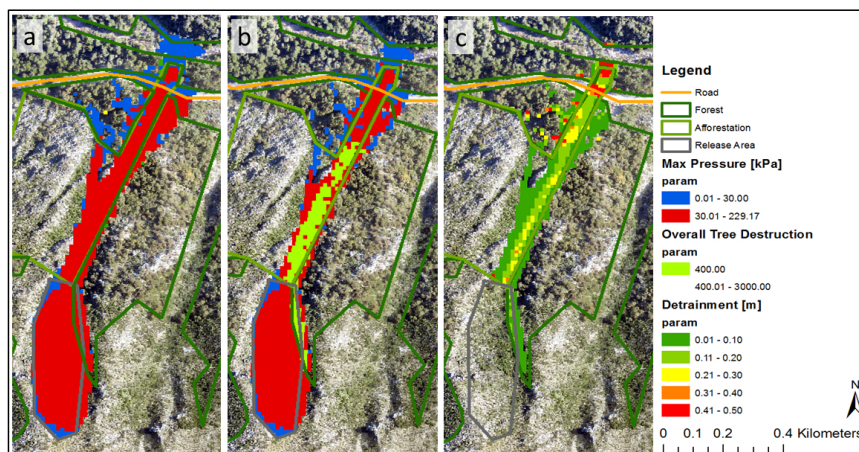 a
b
c
Legend
Road
Forest
Afforestation
Release Area
Max Pressure [kPa]
param
0.01 - 30.00
30.01 - 229.17
Overall Tree Destruction
param
400.00
400.01 - 3000.00
Detrainment [m]
param
0.01 - 0.10
0.11 - 0.20
0.21 - 0.30
0.31 - 0.40
0.41 - 0.50
N
0 0.2 0.4 Kilometers